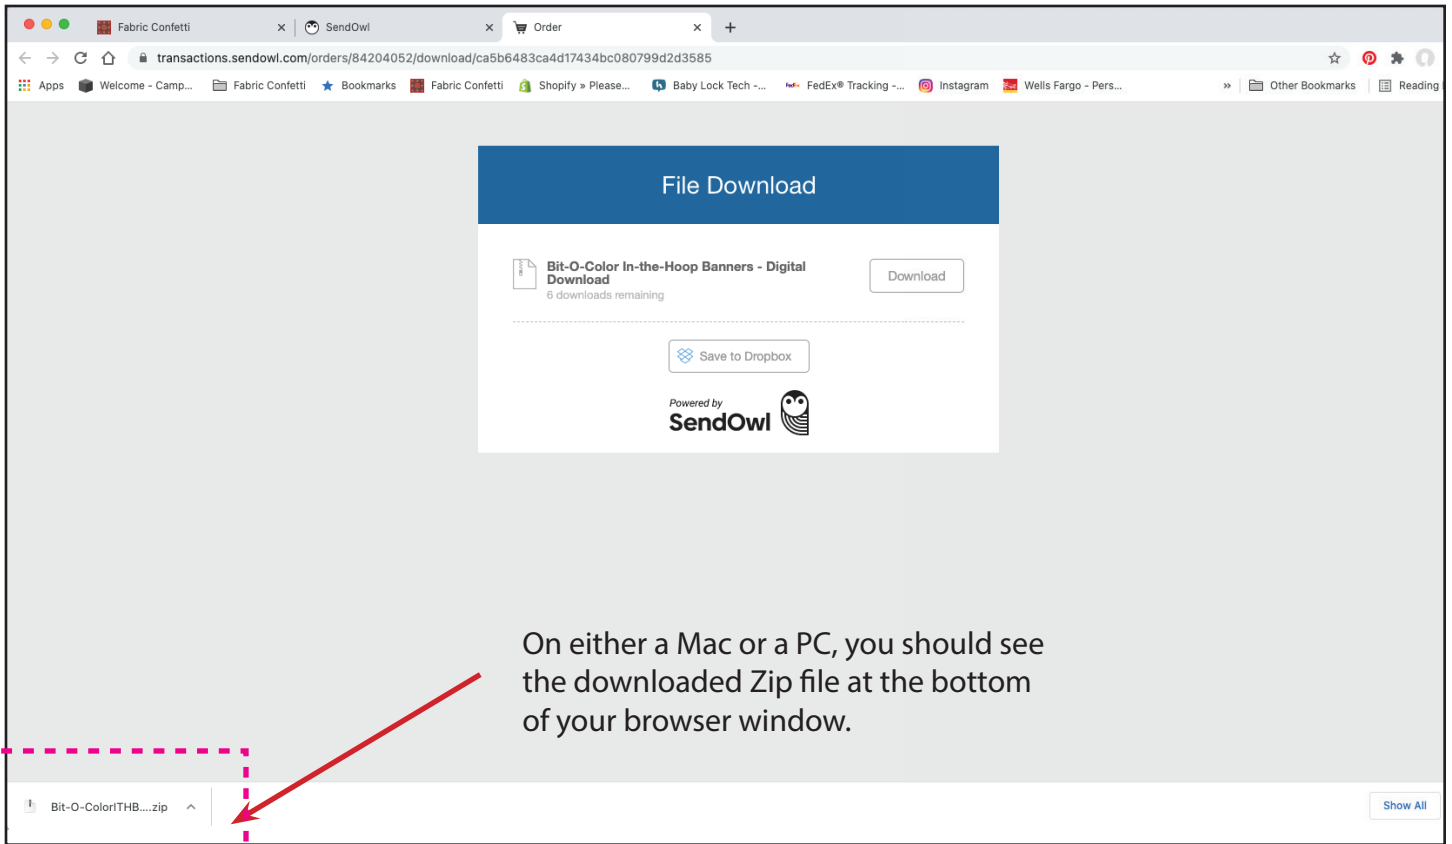 Fabric Confetti
SendOwl
Order
transactions.sendowl.com/orders/84204052/download/ca5b6483ca4d17434bc080799d2d3585
Apps Welcome - Camp... Fabric Confetti Bookmarks Fabric Confetti Shopify » Please... Baby Lock Tech -... FedEx® Tracking -... Instagram Wells Fargo - Pers... » Other Bookmarks Reading
File Download
Bit-O-Color In-the-Hoop Banners - Digital
Download
6 downloads remaining
Download
Save to Dropbox
Powered by
SendOwl
On either a Mac or a PC, you should see
the downloaded Zip file at the bottom
of your browser window.
Bit-O-ColorITHB....zip
Show All